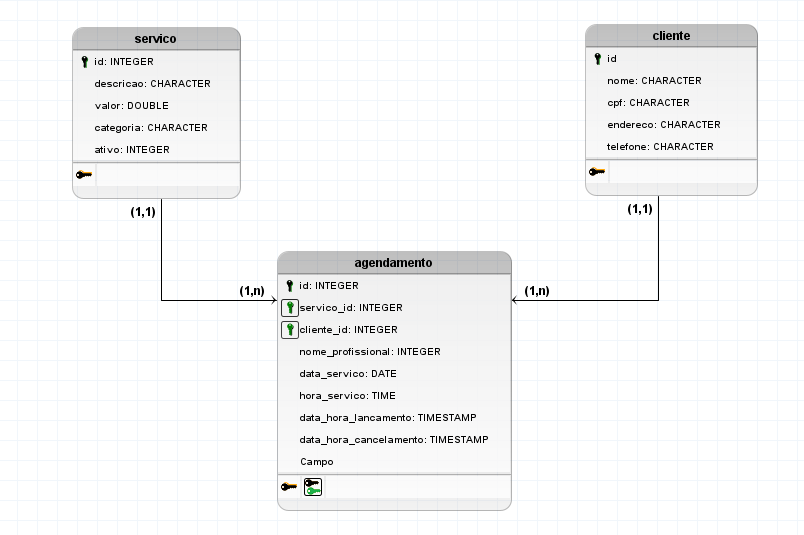 servico
id: INTEGER
descricao: CHARACTER
valor: DOUBLE
categoria: CHARACTER
ativo: INTEGER
cliente
id
nome: CHARACTER
cpf: CHARACTER
endereco: CHARACTER
telefone: CHARACTER
(1,1)
(1,1)
(1,n)
(1,n)
agendamento
id: INTEGER
servico_id: INTEGER
cliente_id: INTEGER
nome_profissional: INTEGER
data_servico: DATE
hora_servico: TIME
data_hora_lancamento: TIMESTAMP
data_hora_cancelamento: TIMESTAMP
Campo